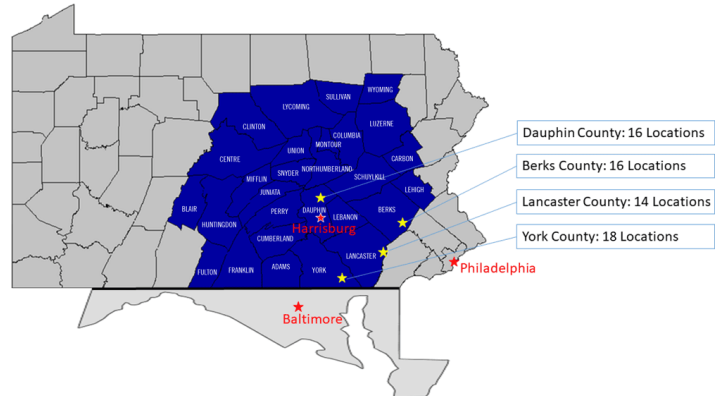 WYOMING
SULLIVAN
LYCOMING
LUZERNE
CLINTON
COLUMBIA
MONTOUR
UNION
CENTRE
CARBON
NORTHUMBERLAND
SNYDER
MIFFLIN
SCHUYLKILL
JUNIATA
LEHIGH
BLAIR
PERRY
DAUPHIN
BERKS
LEBANON
HUNTINGDON
Harrisburg
CUMBERLAND
LANCASTER
FULTON
FRANKLIN
ADAMS
YORK
Dauphin County: 16 Locations
Berks County: 16 Locations
Lancaster County: 14 Locations
York County: 18 Locations
Philadelphia
Baltimore